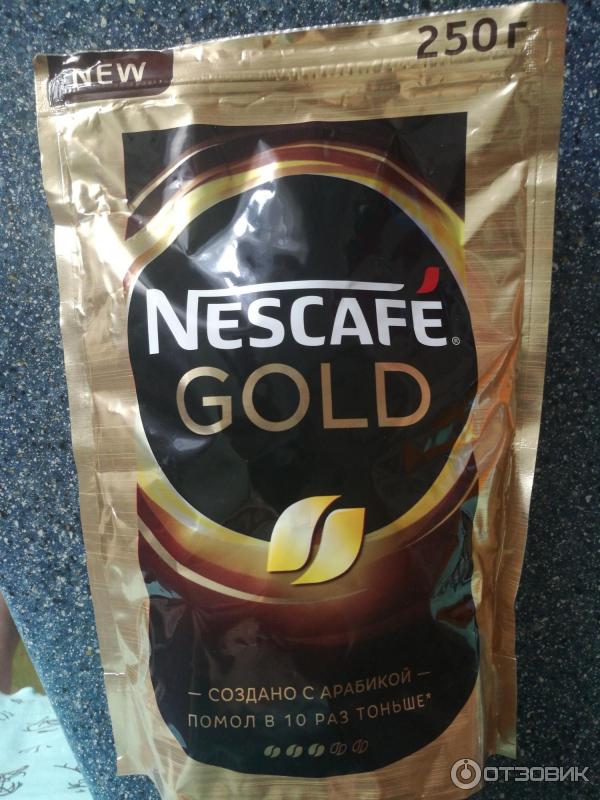 NEW
250г
NESCAFÉ®
GOLD
— СОЗДАНО С АРАБИКОЙ —
ПОМОЛ В 10 РАЗ ТОНЬШЕ*
ОТЗОВИК